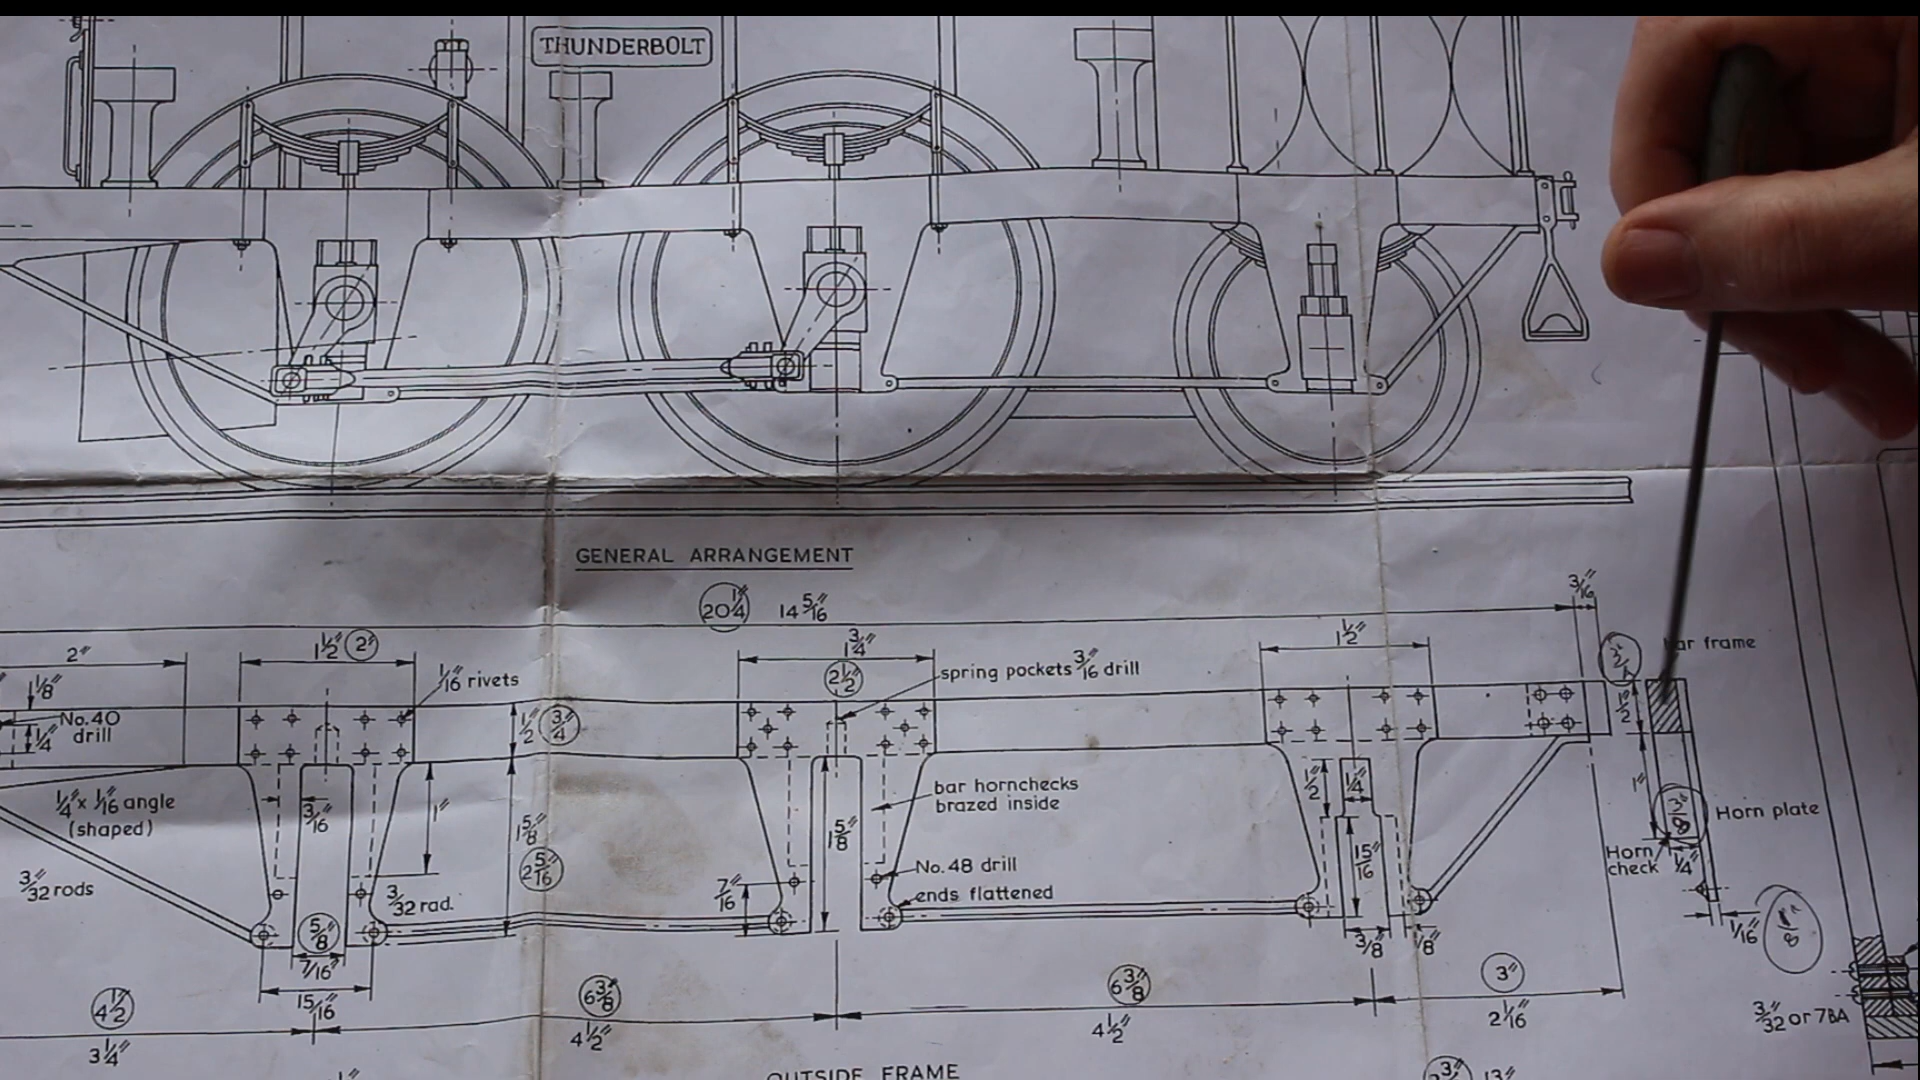 THUNDERBOLT
GENERAL ARRANGEMENT
20 1/4" 14 5/16"
3/16"
2"
1 1/2" 2"
1/16" rivets
3/4"
2 1/2"
spring pockets 3/16" drill
1 1/2"
bar frame
1/8"
No. 40
drill
1/4"
1/2" 3/4"
1/2"
1/4" x 1/16" angle
(shaped)
3/16"
1"
1 5/8"
2 5/16"
bar hornchecks
brazed inside
1 5/8"
1/2" 1/4"
15/16"
1"
3/8"
Horn plate
Horn
check
1/4"
3/32" rods
3/32" rad.
7/16"
No. 48 drill
ends flattened
5/8"
7/16"
15/16"
3/8" 1/8"
1/16" 1/8"
4 1/2"
3 1/4"
6 3/8"
4 1/2"
6 3/8"
4 1/2"
3"
2 1/16"
3/32" or 7BA
OUTSIDE FRAME